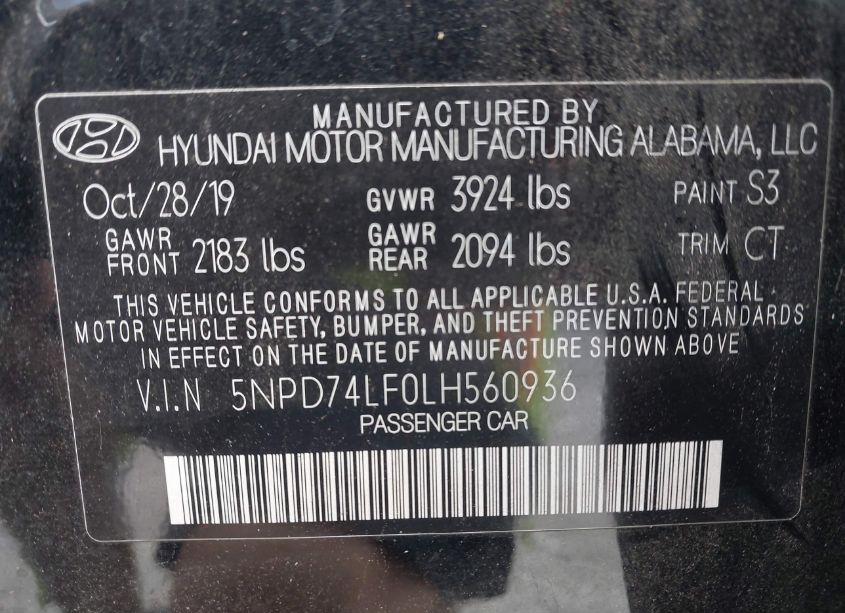 MANUFACTURED BY
HYUNDAI MOTOR MANUFACTURING ALABAMA, LLC
Oct/28/19 GVWR 3924 lbs PAINT S3
GAWR FRONT 2183 lbs GAWR REAR 2094 lbs TRIM CT
THIS VEHICLE CONFORMS TO ALL APPLICABLE U.S.A. FEDERAL
MOTOR VEHICLE SAFETY, BUMPER, AND THEFT PREVENTION STANDARDS
IN EFFECT ON THE DATE OF MANUFACTURE SHOWN ABOVE
V.I.N 5NPD74LF0LH560936
PASSENGER CAR